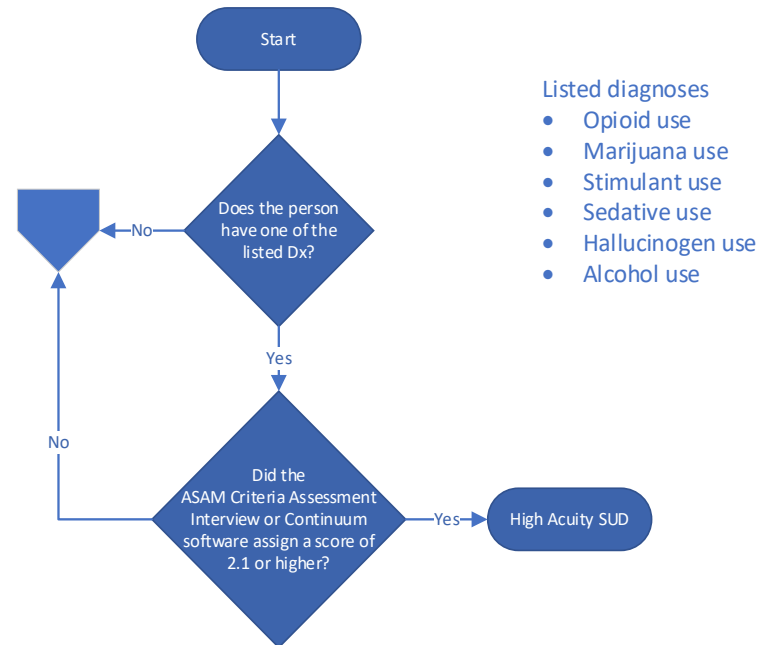 Start
Listed diagnoses
• Opioid use
• Marijuana use
• Stimulant use
• Sedative use
• Hallucinogen use
• Alcohol use
Does the person
have one of the
listed Dx?
No
Yes
No
Did the
ASAM Criteria Assessment
Interview or Continuum
software assign a score of
2.1 or higher?
Yes
High Acuity SUD